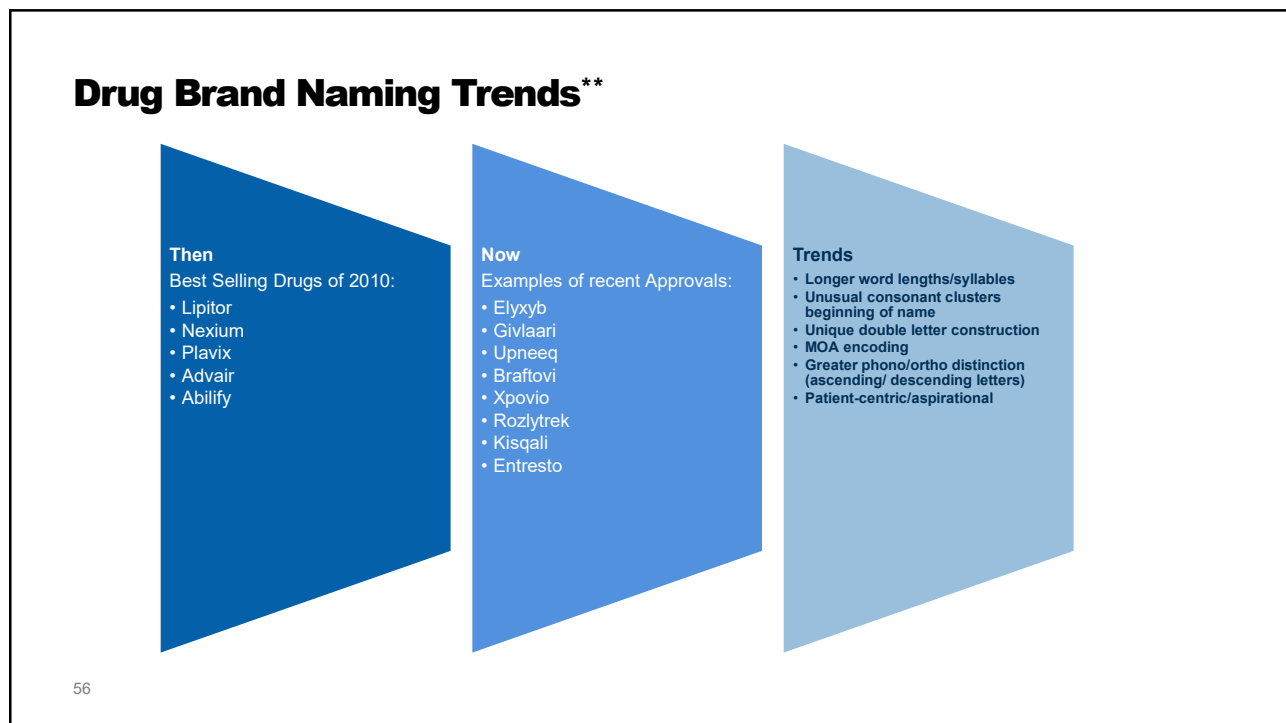 Drug Brand Naming Trends**
Then
Best Selling Drugs of 2010:
• Lipitor
• Nexium
• Plavix
• Advair
• Abilify
Now
Examples of recent Approvals:
• Elyxyb
• Givlaari
• Upneeq
• Braftovi
• Xpovio
• Rozlytrek
• Kisqali
• Entresto
Trends
• Longer word lengths/syllables
• Unusual consonant clusters
beginning of name
• Unique double letter construction
• MOA encoding
• Greater phono/ortho distinction
(ascending/ descending letters)
• Patient-centric/aspirational
56